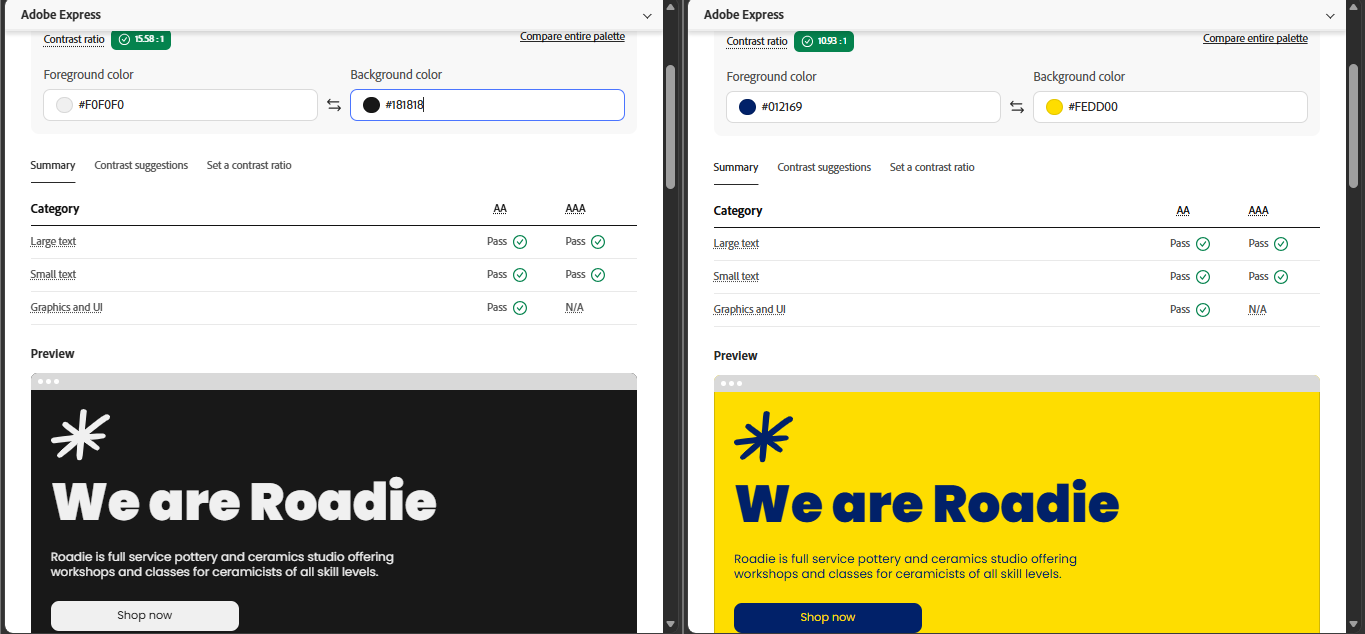 Adobe Express
Contrast ratio 15.58 : 1 Compare entire palette
Foreground color Background color
#F0F0F0 #181818
Summary Contrast suggestions Set a contrast ratio
Category AA AAA
Large text Pass Pass
Small text Pass Pass
Graphics and UI Pass N/A
Preview
We are Roadie
Roadie is full service pottery and ceramics studio offering
workshops and classes for ceramicists of all skill levels.
Shop now
Adobe Express
Contrast ratio 10.93 : 1 Compare entire palette
Foreground color Background color
#012169 #FEDD00
Summary Contrast suggestions Set a contrast ratio
Category AA AAA
Large text Pass Pass
Small text Pass Pass
Graphics and UI Pass N/A
Preview
We are Roadie
Roadie is full service pottery and ceramics studio offering
workshops and classes for ceramicists of all skill levels.
Shop now